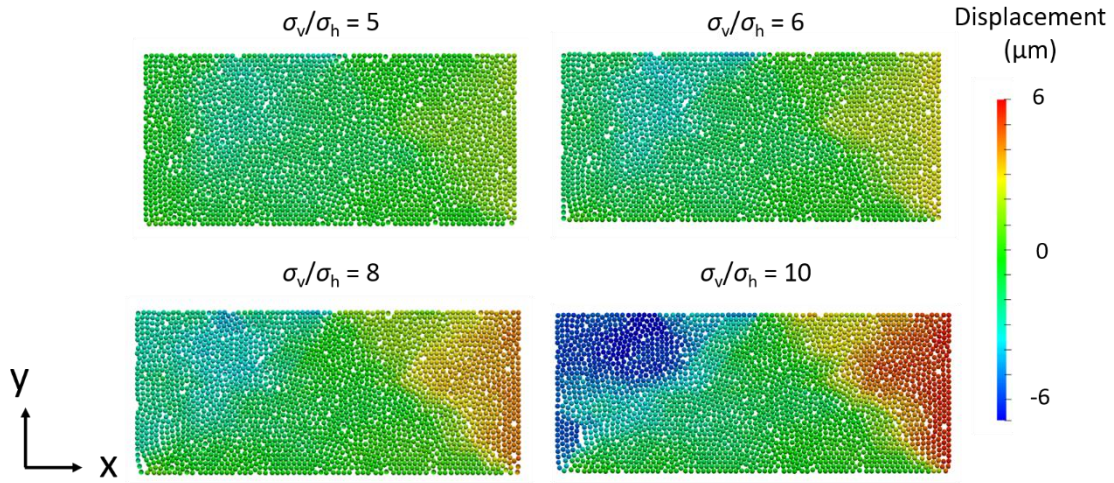 σv/σh = 5
σv/σh = 6
Displacement
(μm)
6
0
-6
σv/σh = 8
σv/σh = 10
y
x